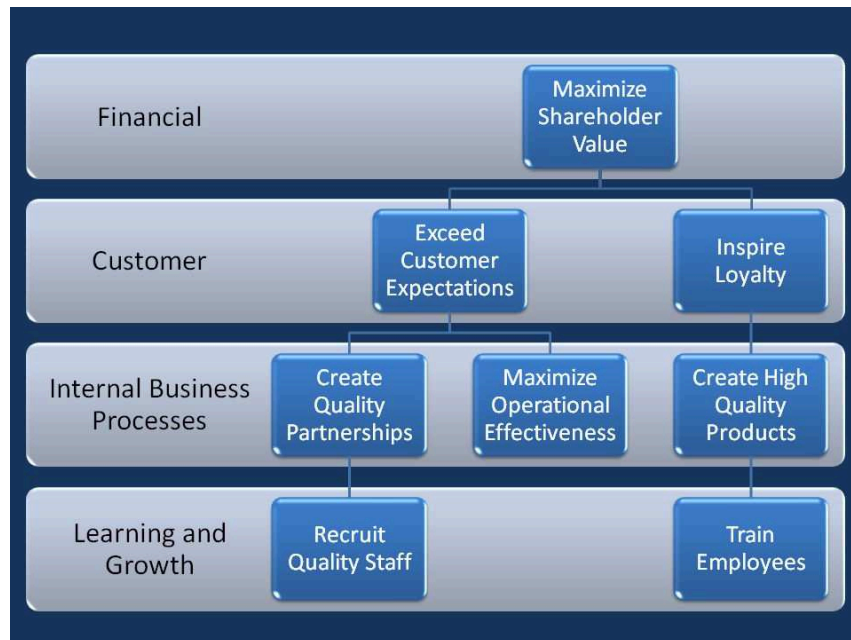 Financial
Maximize
Shareholder
Value
Customer
Exceed
Customer
Expectations
Inspire
Loyalty
Internal Business
Processes
Create
Quality
Partnerships
Maximize
Operational
Effectiveness
Create High
Quality
Products
Learning and
Growth
Recruit
Quality Staff
Train
Employees